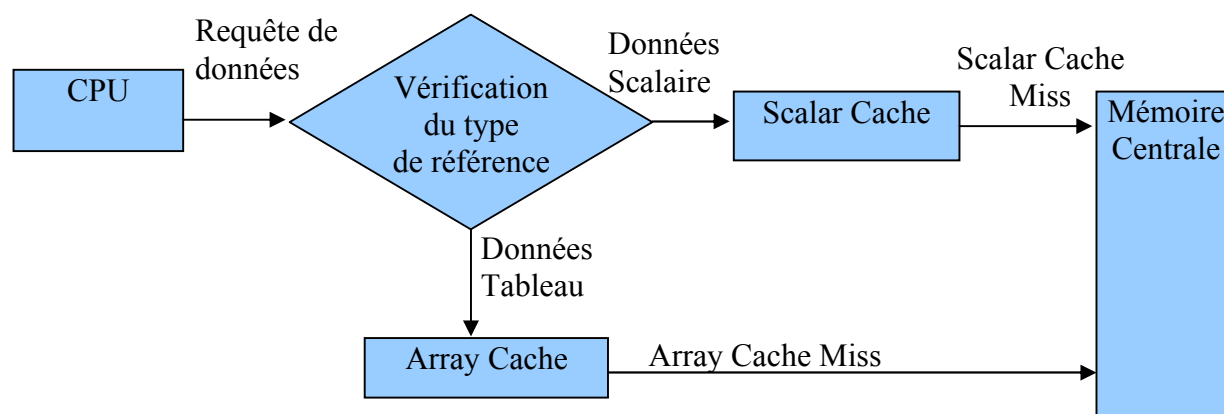 CPU
Requête de
données
Vérification
du type
de référence
Données
Scalaire
Scalar Cache
Scalar Cache
Miss
Mémoire
Centrale
Données
Tableau
Array Cache
Array Cache Miss